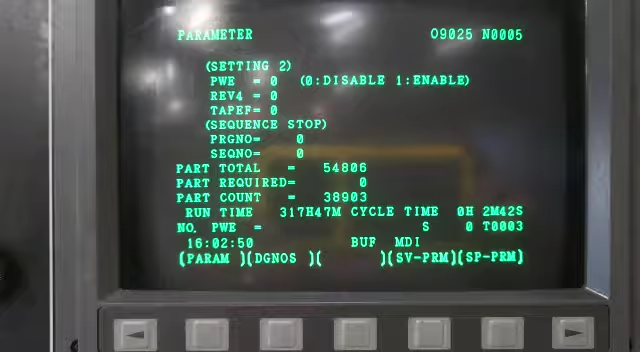 PARAMETER 09025 N0005
(SETTING 2)
PWE = 0 (0:DISABLE 1:ENABLE)
REV4 = 0
TAPEF= 0
(SEQUENCE STOP)
PRGNO= 0
SEQNO= 0
PART TOTAL = 54806
PART REQUIRED= 0
PART COUNT = 38903
RUN TIME 317H47M CYCLE TIME 0H 2M42S
NO. PWE = S 0 T0003
16:02:50 BUF MDI
(PARAM )(DGNOS )( )(SV-PRM)(SP-PRM)